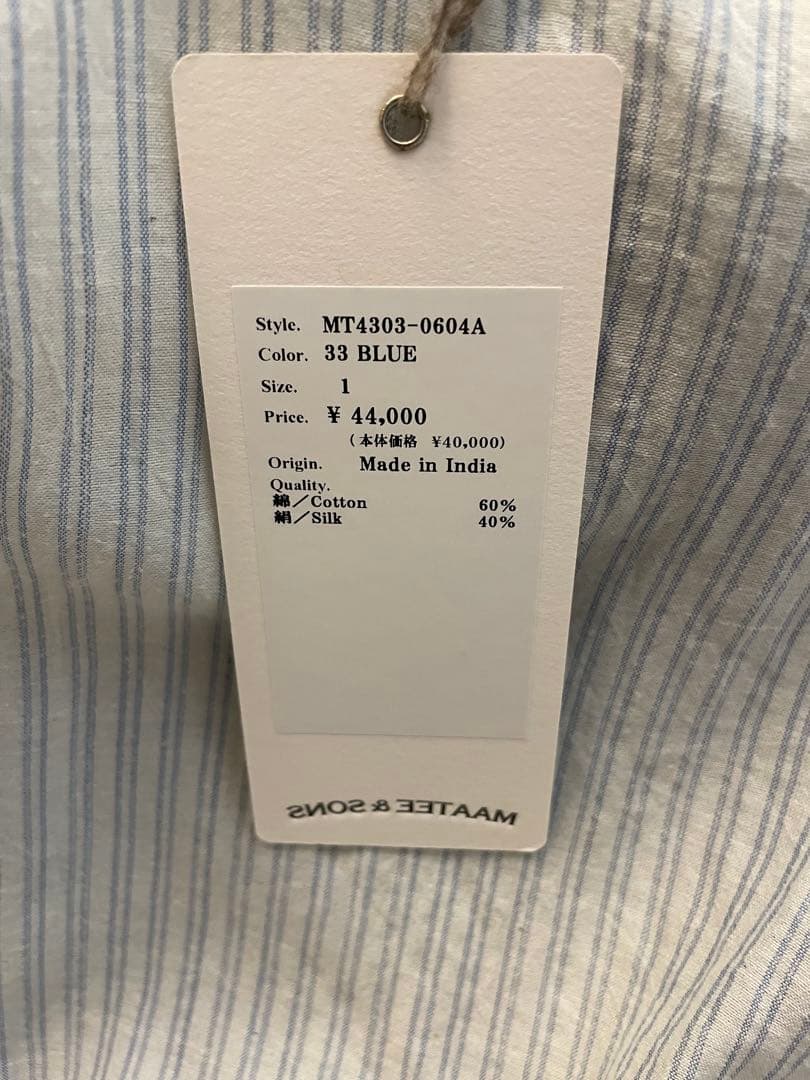 Style. MT4303-0604A
Color. 33 BLUE
Size. 1
Price. ¥ 44,000
(本体価格 ¥40,000)
Origin. Made in India
Quality.
綿／Cotton 60%
絹／Silk 40%
MAATEE & SONS